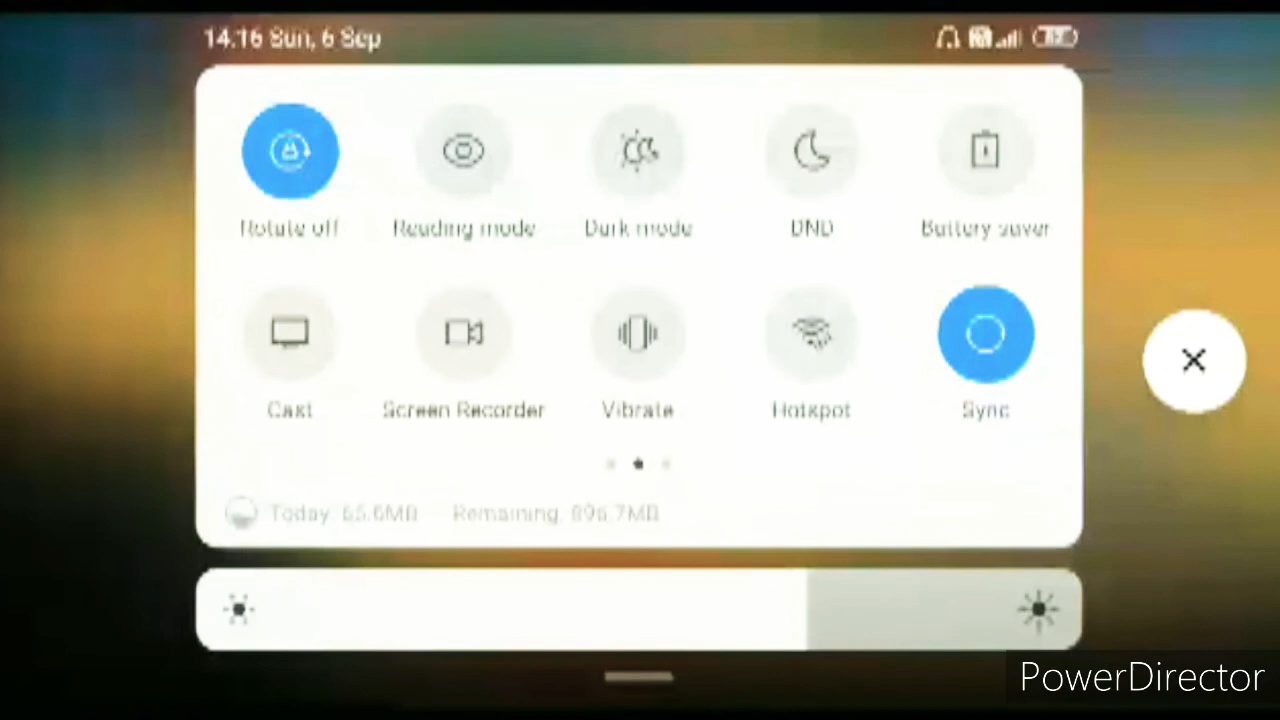 14:16 Sun, 6 Sep
Rotate off Reading mode Dark mode DND Battery saver
Cast Screen Recorder Vibrate Hotspot Sync
Today: 65.6MB Remaining: 896.7MB
PowerDirector